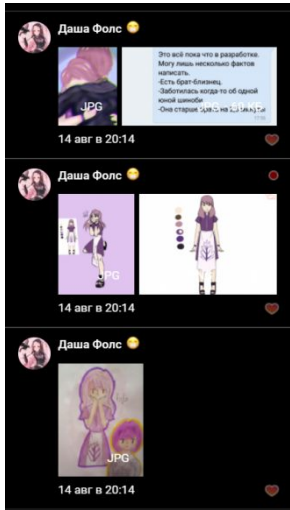 Даша Фолс 😁
Это всё пока что в разработке.
Могу лишь несколько фактов
написать.
-Есть брат-близнец.
-Заботилась когда-то об одной
юной шиноби
-Она старше
JPG
14 авг в 20:14
Даша Фолс 😁
14 авг в 20:14
Даша Фолс 😁
JPG
14 авг в 20:14